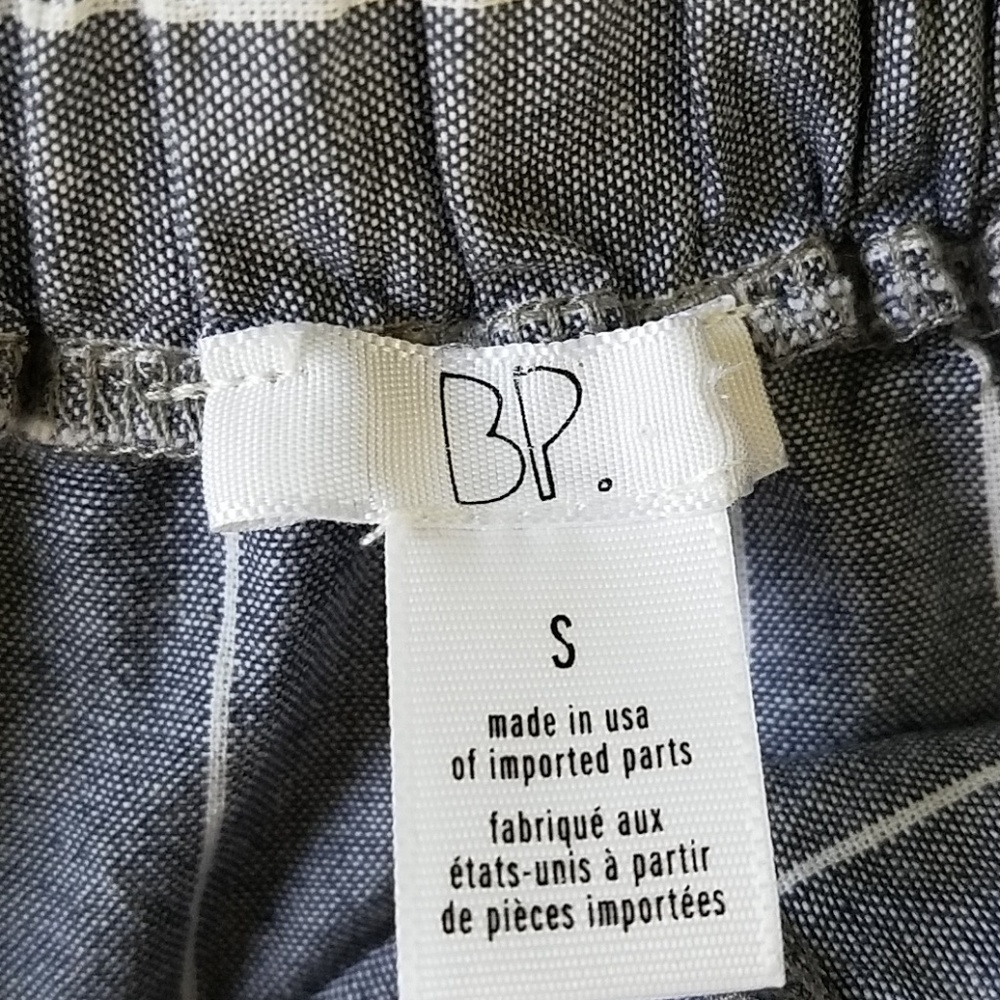 BP.
S
made in usa
of imported parts
fabriqué aux
états-unis à partir
de pièces importées